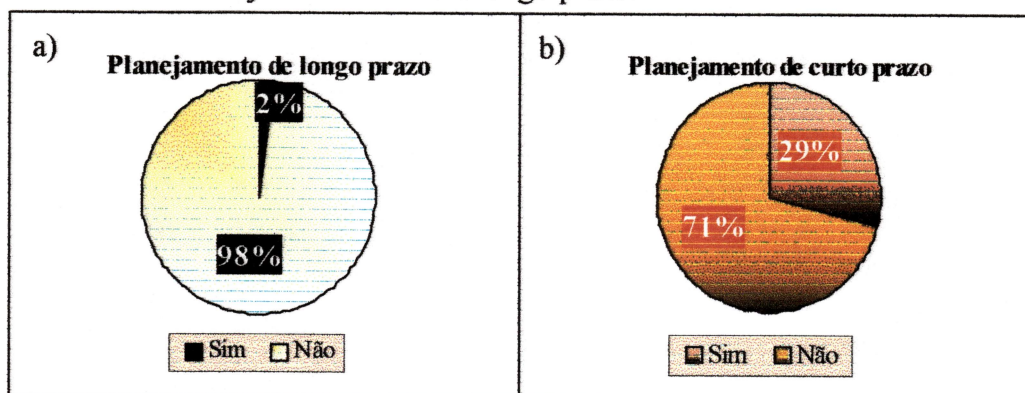 a)
Planejamento de longo prazo
2%
98%
Sim Não
b)
Planejamento de curto prazo
29%
71%
Sim Não